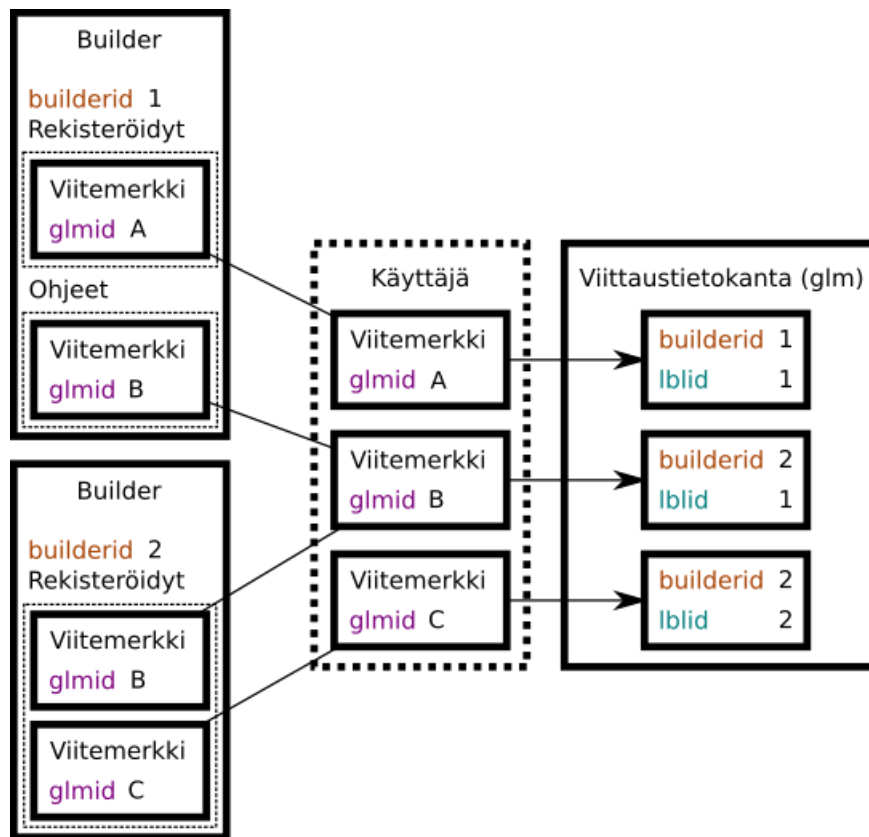 Builder
builderid 1
Rekisteröidyt
Viitemerkki
glmid A
Ohjeet
Viitemerkki
glmid B
Builder
builderid 2
Rekisteröidyt
Viitemerkki
glmid B
Viitemerkki
glmid C
Käyttäjä
Viitemerkki
glmid A
Viitemerkki
glmid B
Viitemerkki
glmid C
Viittaustietokanta (glm)
builderid 1
lblid 1
builderid 2
lblid 1
builderid 2
lblid 2